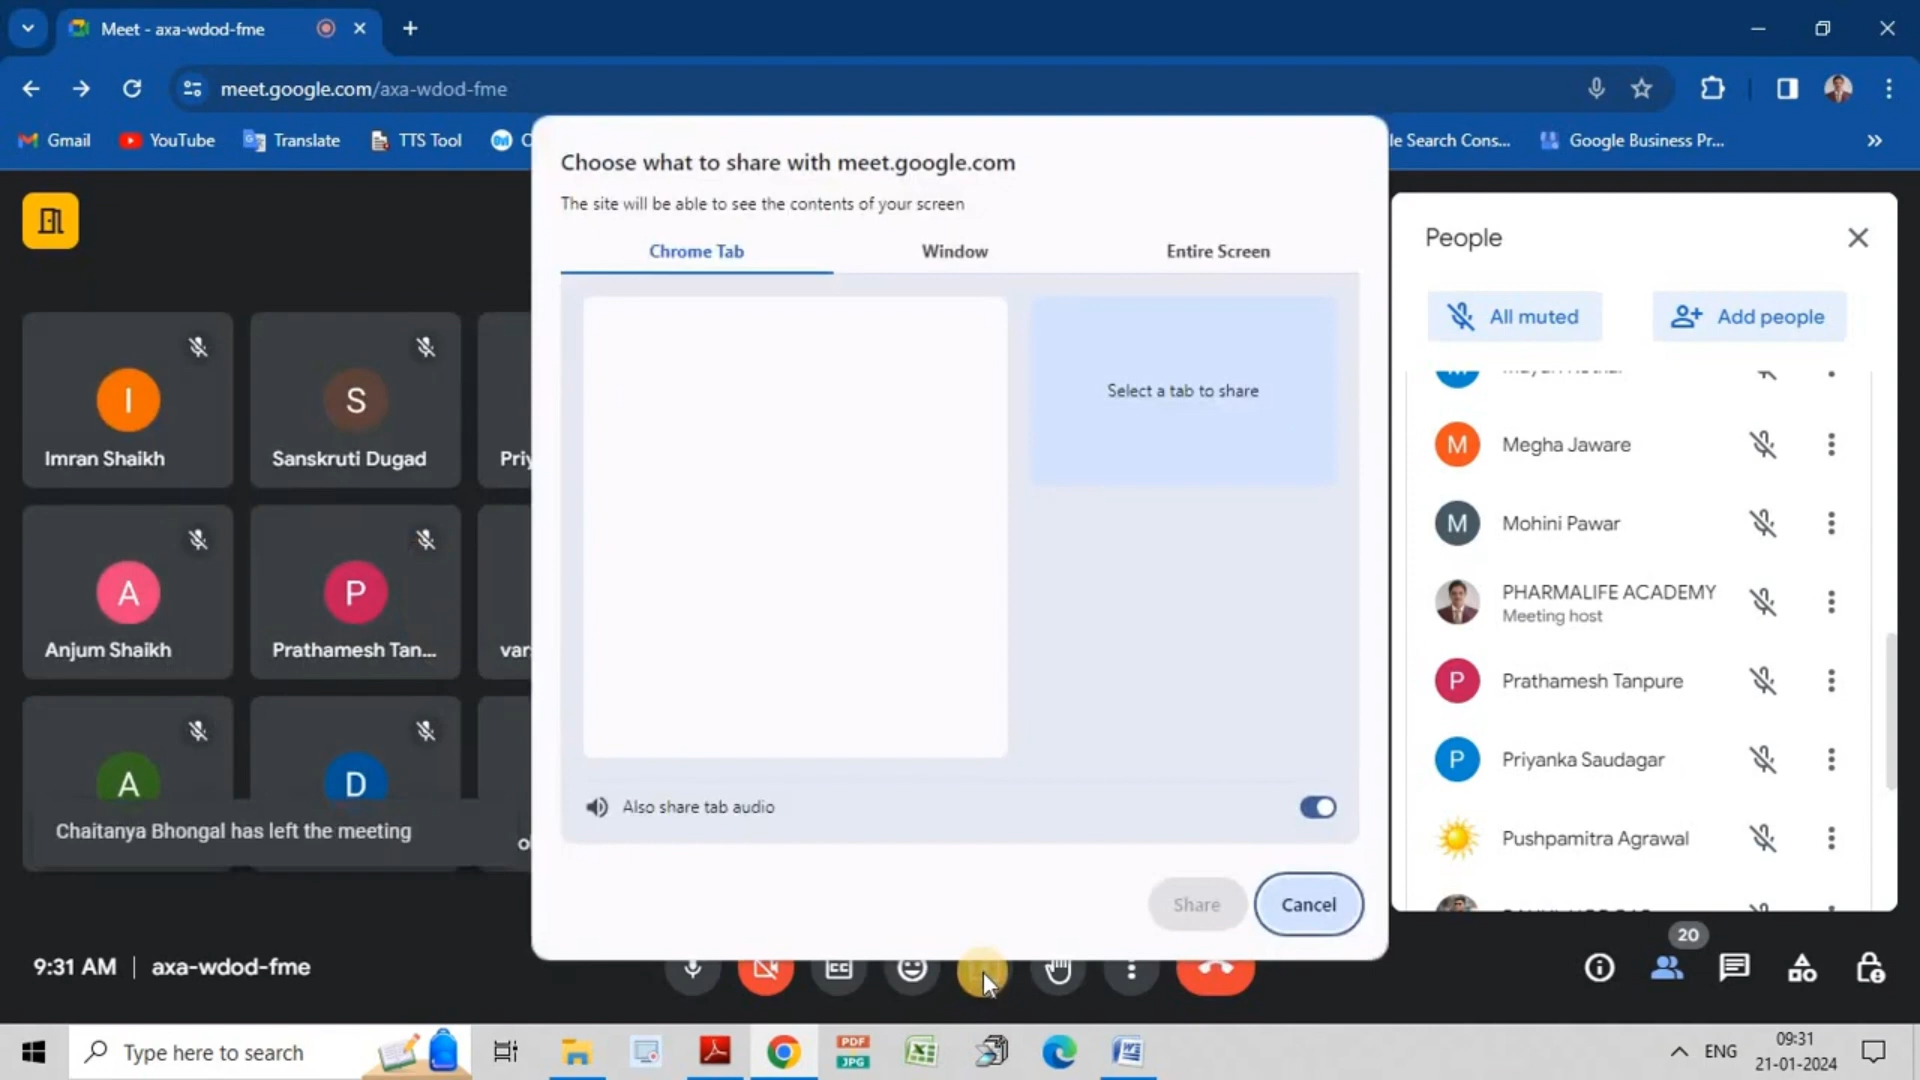 Meet - axa-wdod-fme
meet.google.com/axa-wdod-fme
Gmail
YouTube
Translate
TTS Tool
le Search Cons...
Google Business Pr...
Choose what to share with meet.google.com
The site will be able to see the contents of your screen
Chrome Tab
Window
Entire Screen
Select a tab to share
Also share tab audio
Share
Cancel
I
Imran Shaikh
S
Sanskruti Dugad
Priy
A
Anjum Shaikh
P
Prathamesh Tan...
var
A
D
Chaitanya Bhongal has left the meeting
People
All muted
Add people
M
Megha Jaware
M
Mohini Pawar
PHARMALIFE ACADEMY
Meeting host
P
Prathamesh Tanpure
P
Priyanka Saudagar
Pushpamitra Agrawal
20
9:31 AM
axa-wdod-fme
CC
Type here to search
PDF
JPG
ENG
09:31
21-01-2024